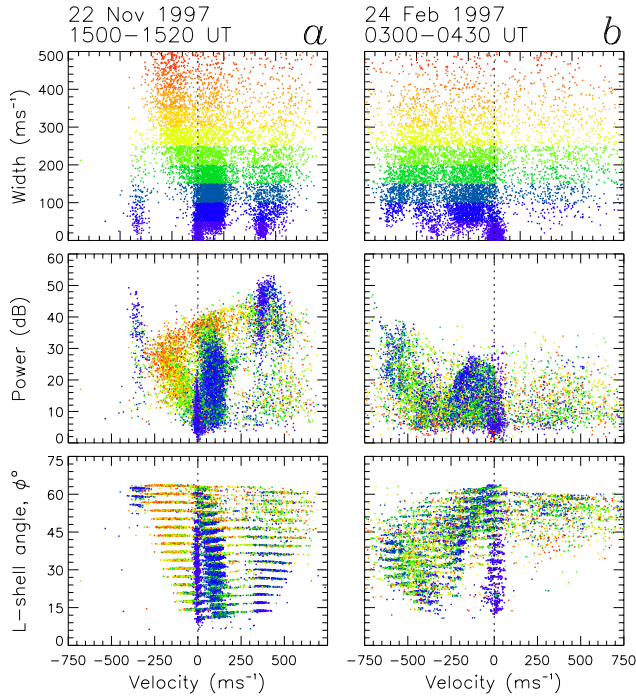 22 Nov 1997
1500−1520 UT
a
24 Feb 1997
0300−0430 UT
b
Width (ms⁻¹)
500
400
300
200
100
0
Power (dB)
60
50
40
30
20
10
0
L−shell angle, ϕ°
75
60
45
30
15
0
−750 −500 −250 0 250 500
−750 −500 −250 0 250 500 750
Velocity (ms⁻¹)
Velocity (ms⁻¹)